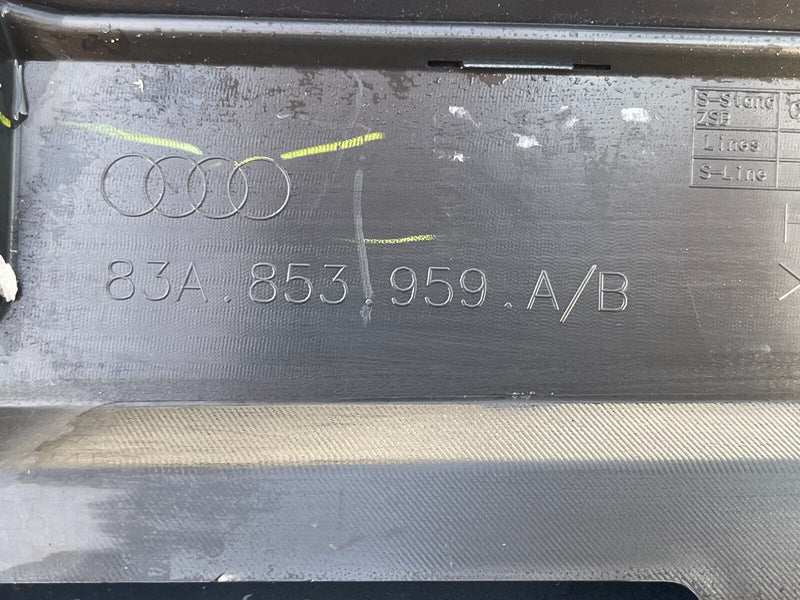 S-Stand
ZSB
Lines
S-Line
83A.853.959.A/B